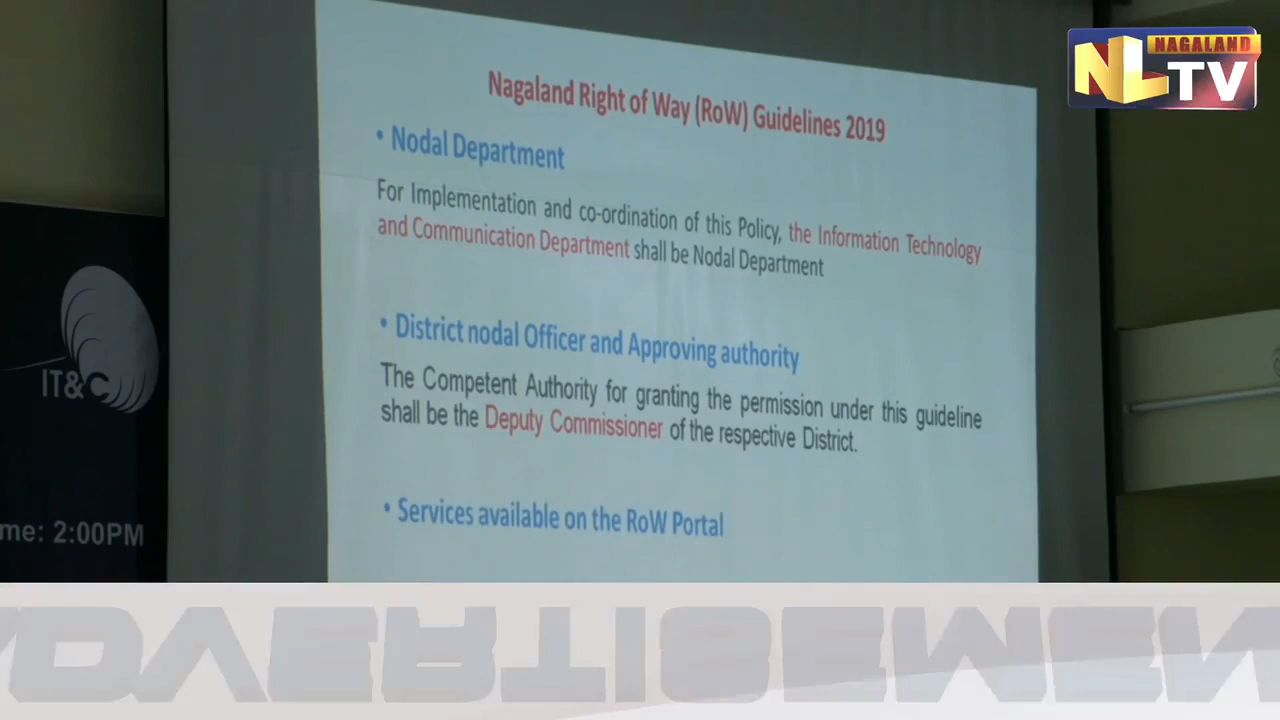 NAGALAND
NLTV
Nagaland Right of Way (RoW) Guidelines 2019
• Nodal Department
For Implementation and co-ordination of this Policy, the Information Technology
and Communication Department shall be Nodal Department
• District nodal Officer and Approving authority
The Competent Authority for granting the permission under this guideline
shall be the Deputy Commissioner of the respective District.
• Services available on the RoW Portal
IT&C
me: 2:00PM
DVERTISEMEN